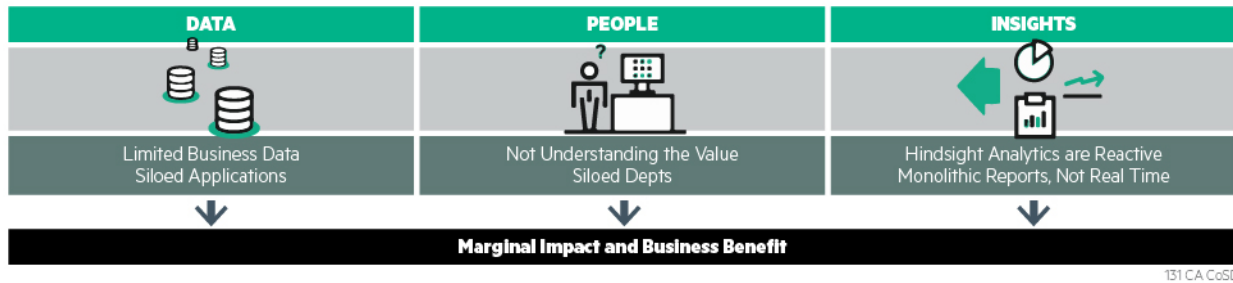 DATA
PEOPLE
INSIGHTS
?
Limited Business Data
Siloed Applications
Not Understanding the Value
Siloed Depts
Hindsight Analytics are Reactive
Monolithic Reports, Not Real Time
Marginal Impact and Business Benefit
131 CA CoSD